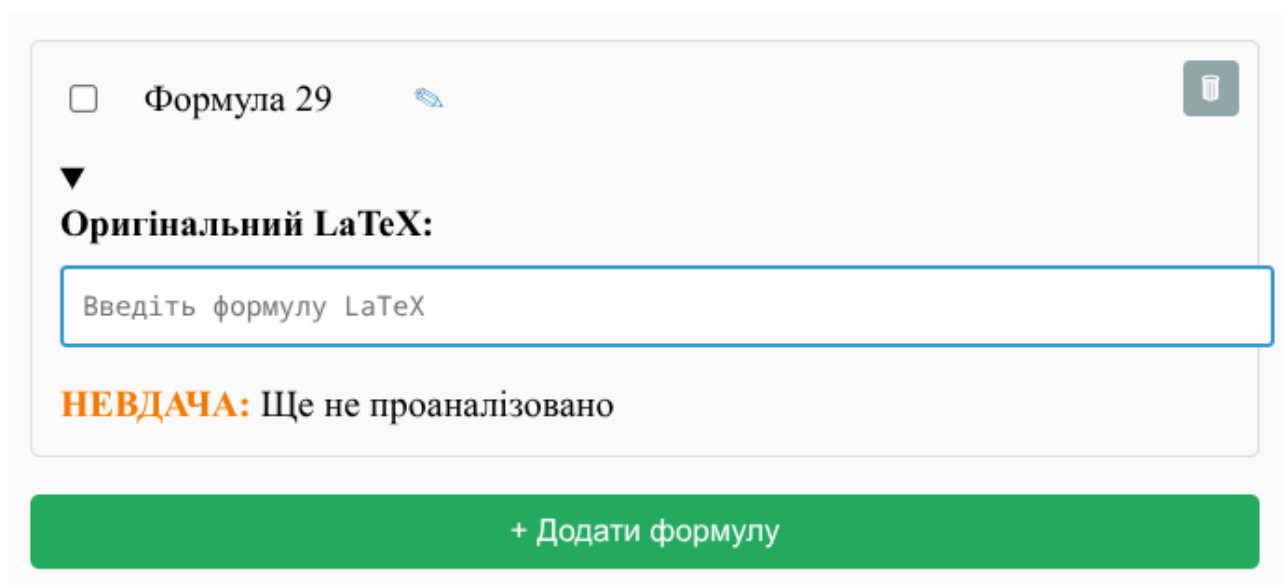 Формула 29
Оригінальний LaTeX:
Введіть формулу LaTeX
НЕВДАЧА: Ще не проаналізовано
+ Додати формулу